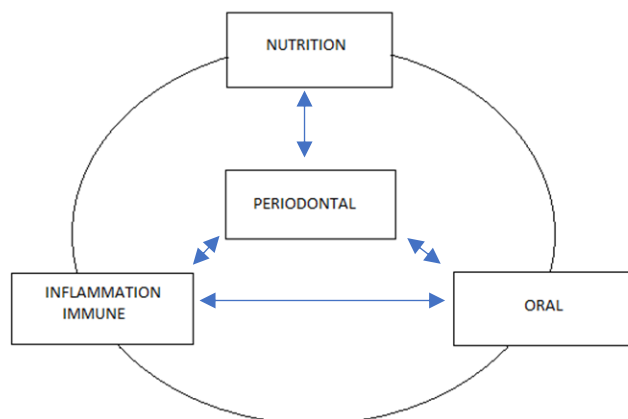 NUTRITION
PERIODONTAL
INFLAMMATION
IMMUNE
ORAL